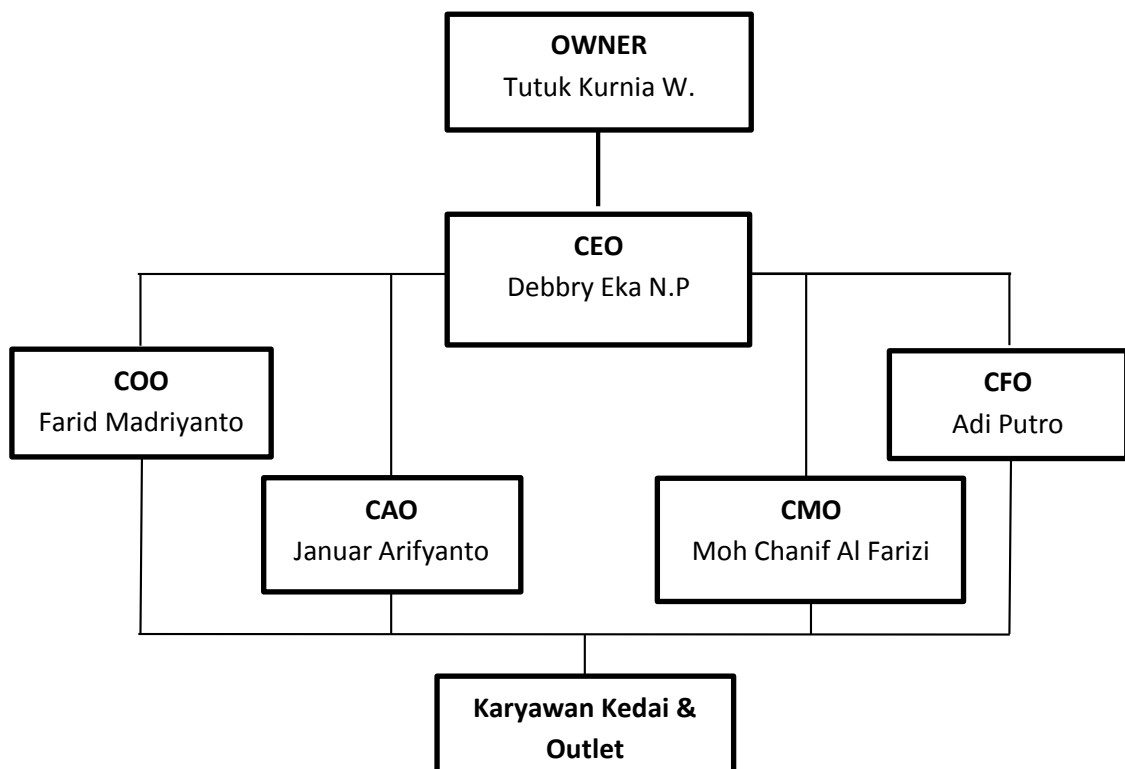 OWNER
Tutuk Kurnia W.
CEO
Debbry Eka N.P
COO
Farid Madriyanto
CFO
Adi Putro
CAO
Januar Arifyanto
CMO
Moh Chanif Al Farizi
Karyawan Kedai &
Outlet